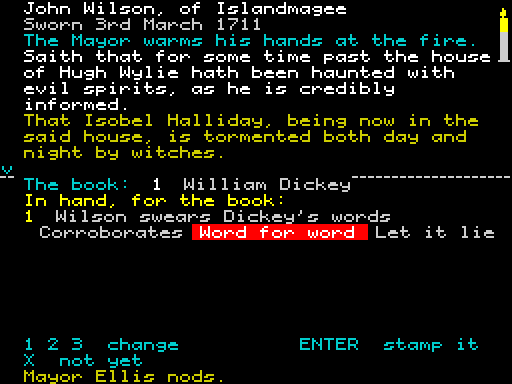 John Wilson, of Islandmagee
Sworn 3rd March 1711
The Mayor warms his hands at the fire.
Saith that for some time past the house
of Hugh Wylie hath been haunted with
evil spirits, as he is credibly
informed.
That Isobel Halliday, being now in the
said house, is tormented both day and
night by witches.
v
The book: 1 William Dickey
In hand, for the book:
1 Wilson swears Dickey's words
Corroborates Word for word Let it lie
1 2 3 change ENTER stamp it
X not yet
Mayor Ellis nods.